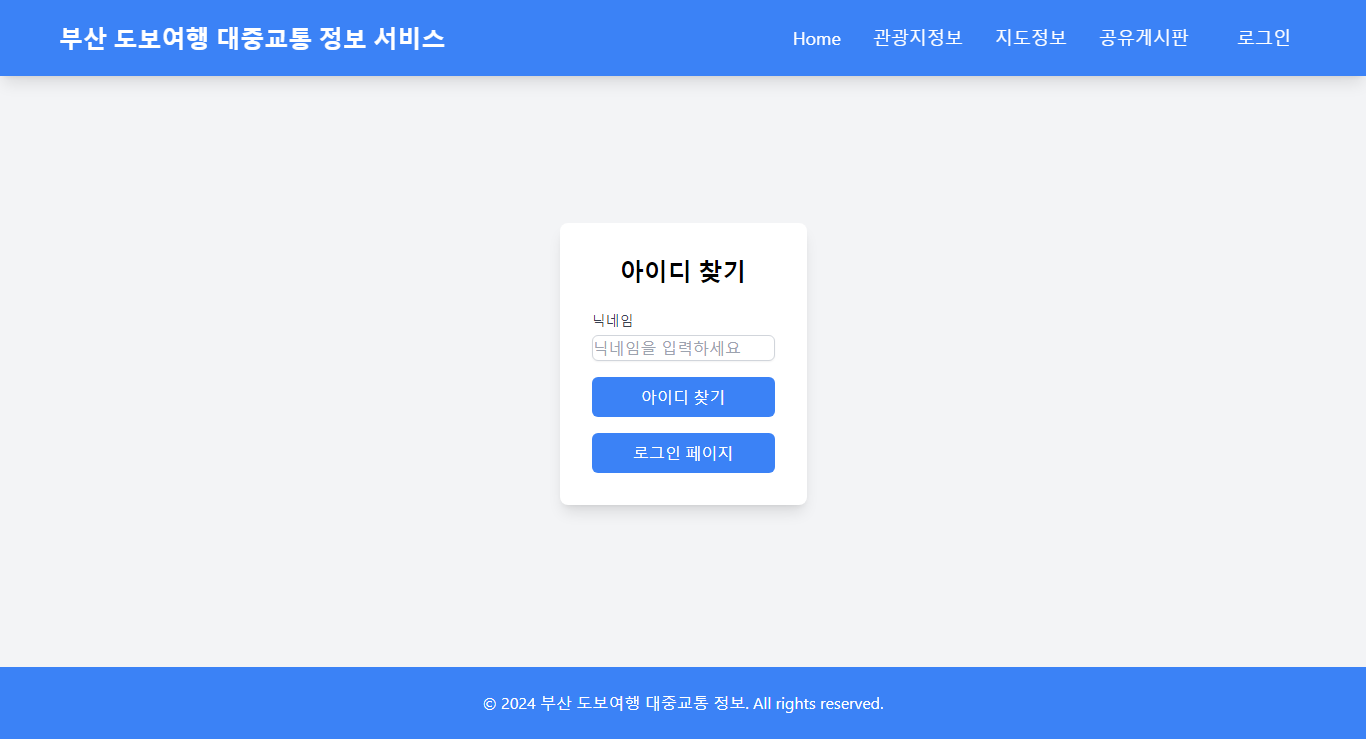 부산 도보여행 대중교통 정보 서비스
Home 관광지정보 지도정보 공유게시판 로그인
아이디 찾기
닉네임
닉네임을 입력하세요
아이디 찾기
로그인 페이지
© 2024 부산 도보여행 대중교통 정보. All rights reserved.